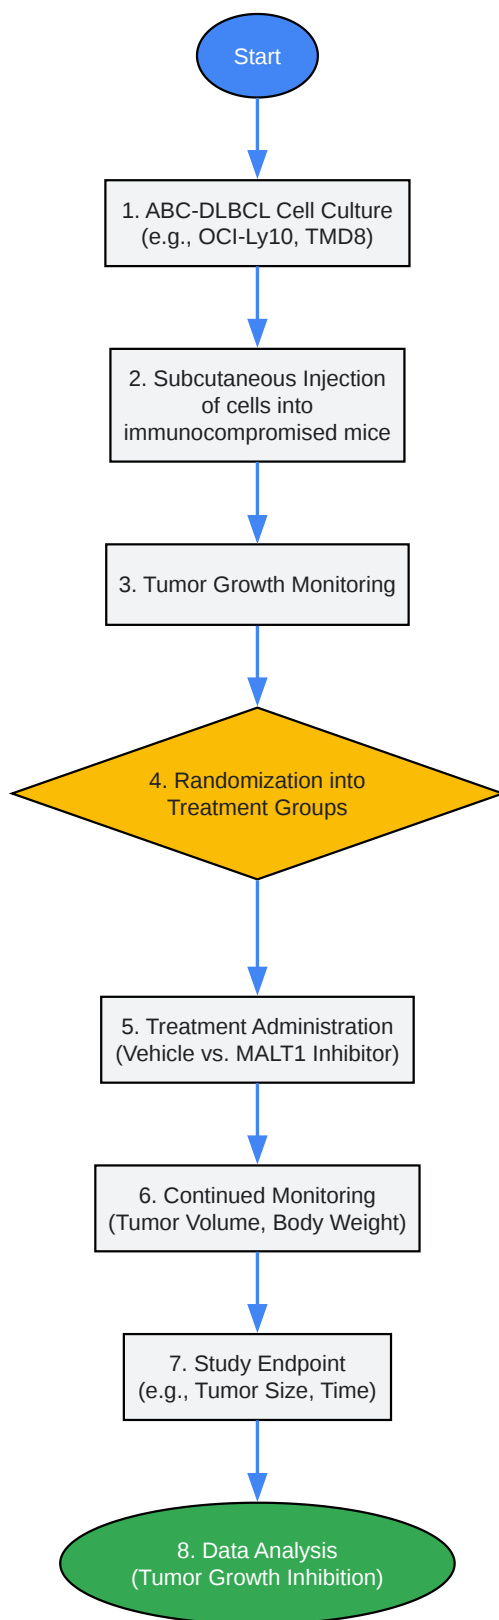 Start
1. ABC-DLBCL Cell Culture
(e.g., OCI-Ly10, TMD8)
2. Subcutaneous Injection
of cells into
immunocompromised mice
3. Tumor Growth Monitoring
4. Randomization into
Treatment Groups
5. Treatment Administration
(Vehicle vs. MALT1 Inhibitor)
6. Continued Monitoring
(Tumor Volume, Body Weight)
7. Study Endpoint
(e.g., Tumor Size, Time)
8. Data Analysis
(Tumor Growth Inhibition)